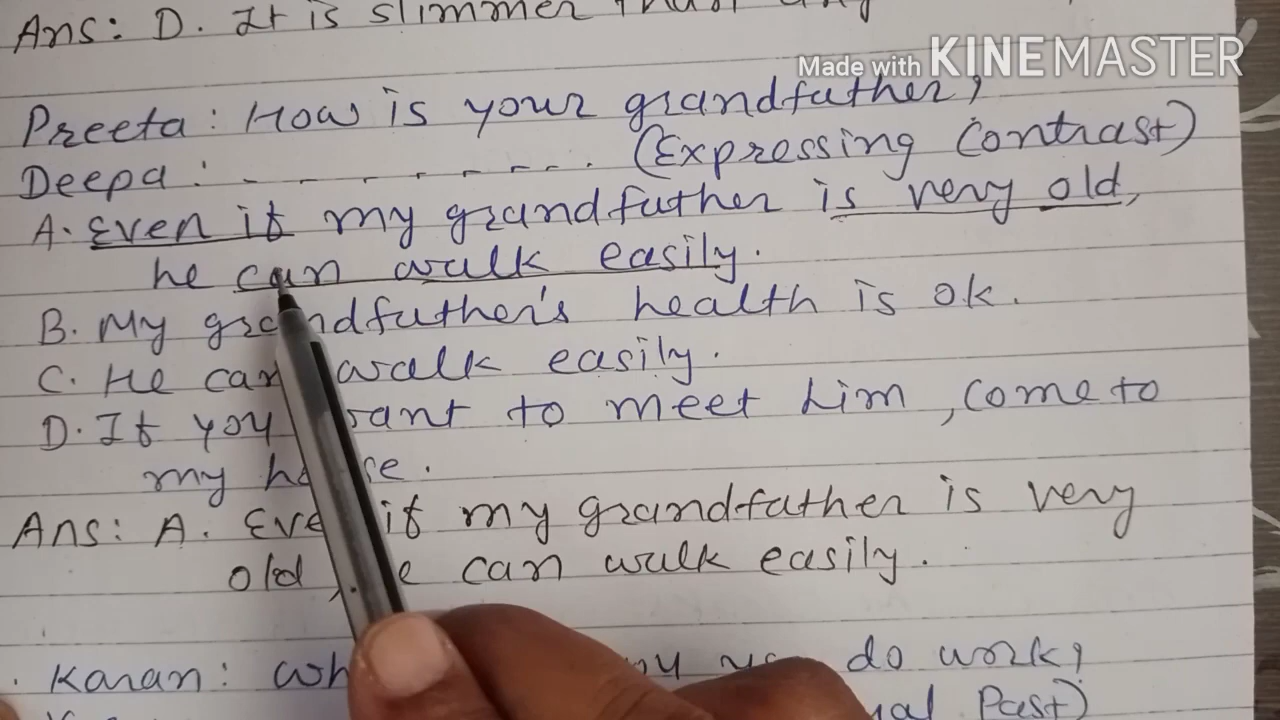 Ans: D. It is slimmer than any
Made with KINEMASTER
Preeta: How is your grandfather?
Deepa: - - - - - - - . . . (Expressing Contrast)
A. Even if my grandfather is very old,
he can walk easily.
B. My grandfather's health is ok.
C. He can walk easily.
D. If you want to meet him, come to
my house.
Ans: A. Even if my grandfather is very
old, he can walk easily.
Karan: do work?
Past)